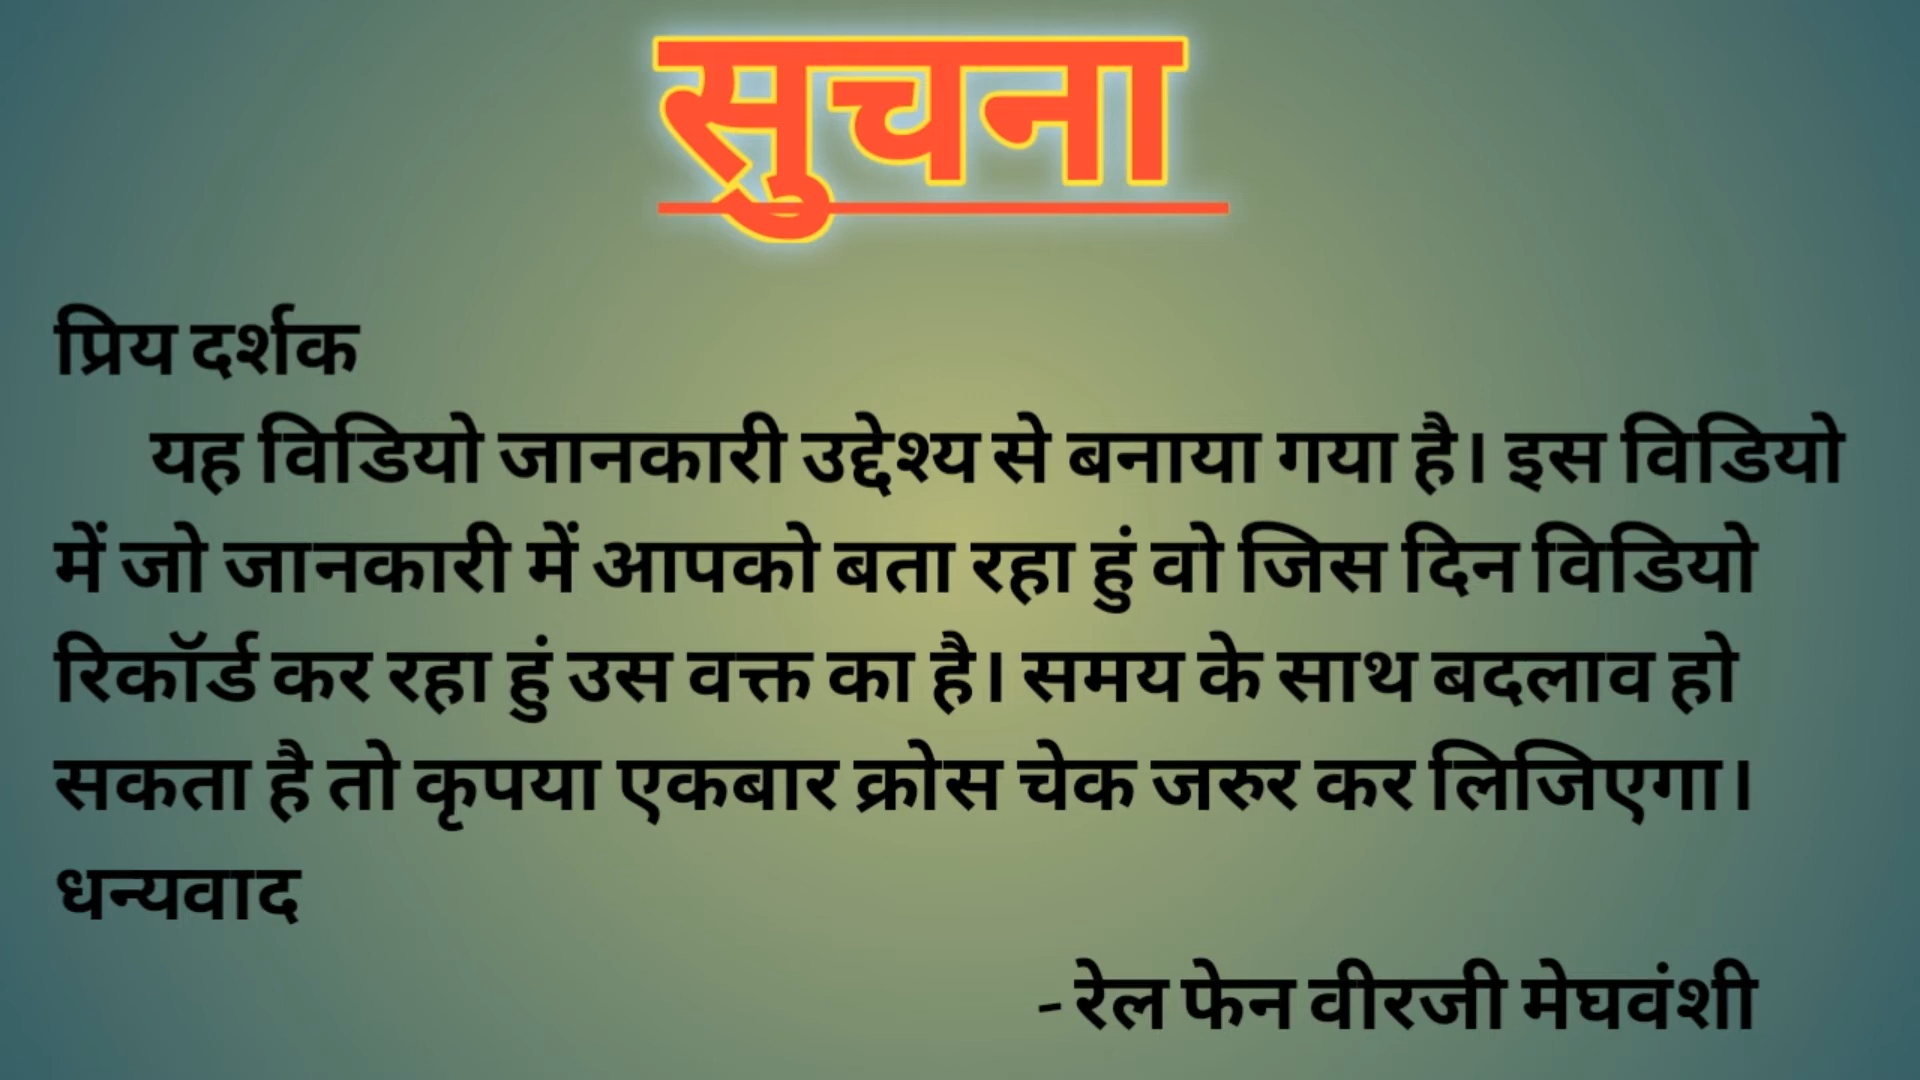 सुचना
प्रिय दर्शक
यह विडियो जानकारी उद्देश्य से बनाया गया है। इस विडियो
में जो जानकारी में आपको बता रहा हुं वो जिस दिन विडियो
रिकॉर्ड कर रहा हुं उस वक्त का है। समय के साथ बदलाव हो
सकता है तो कृपया एकबार क्रोस चेक जरुर कर लिजिएगा।
धन्यवाद
- रेल फेन वीरजी मेघवंशी